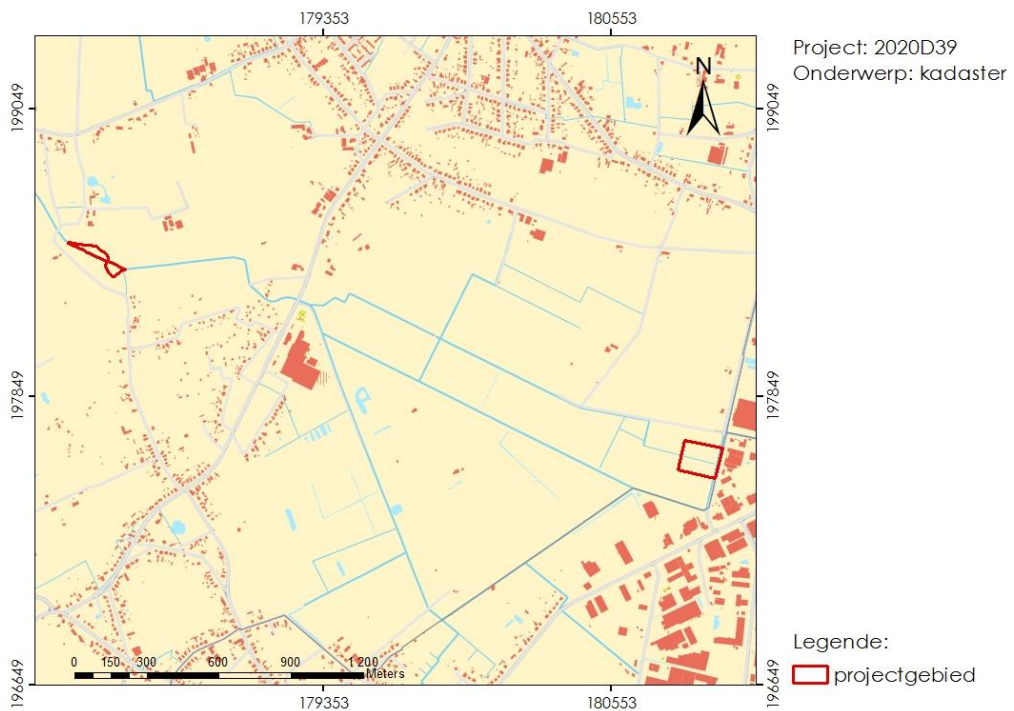 179353 180553
Project: 2020D39
Onderwerp: kadaster
N
199049 199049
197849 197849
Legende:
projectgebied
0 150 300 600 900 1 200
Meters
196649 196649
179353 180553